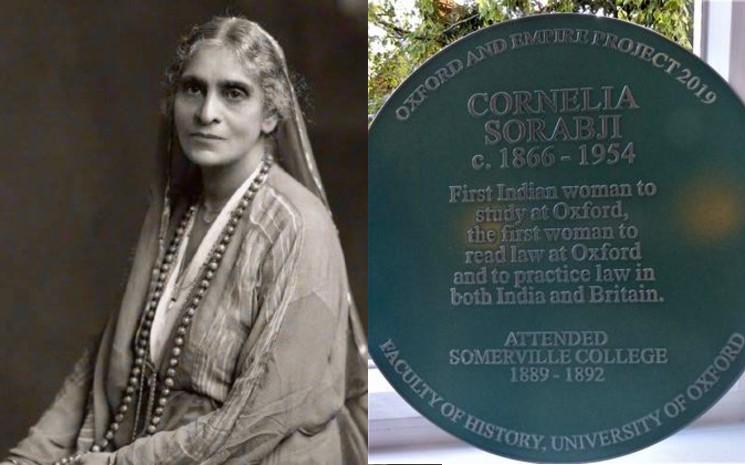 OXFORD AND EMPIRE PROJECT 2019
CORNELIA
SORABJI
c. 1866 - 1954
First Indian woman to
study at Oxford,
the first woman to
read law at Oxford
and to practice law in
both India and Britain.
ATTENDED
SOMERVILLE COLLEGE
1889 - 1892
FACULTY OF HISTORY, UNIVERSITY OF OXFORD